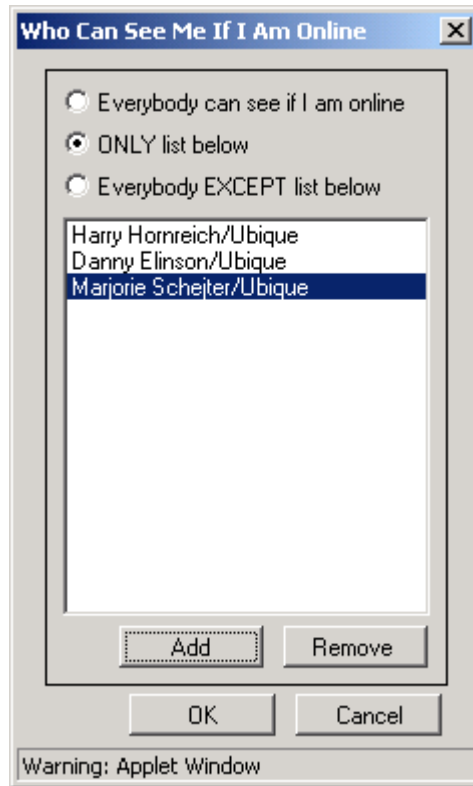 Who Can See Me If I Am Online
Everybody can see if I am online
ONLY list below
Everybody EXCEPT list below
Harry Hornreich/Ubique
Danny Elinson/Ubique
Marjorie Schejter/Ubique
Add Remove
OK Cancel
Warning: Applet Window